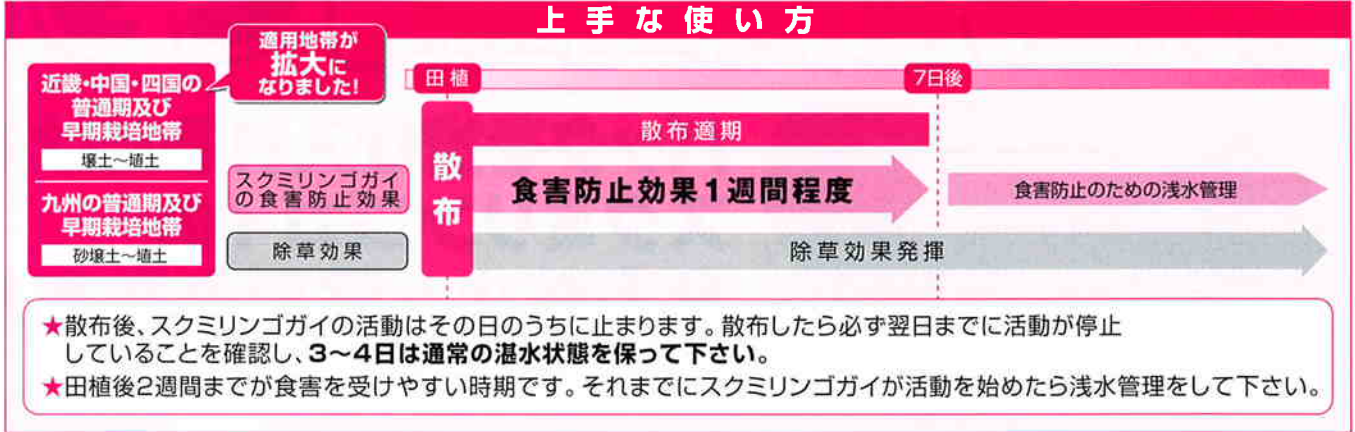 上手な使い方
適用地帯が
拡大に
なりました!
近畿・中国・四国の
普通期及び
早期栽培地帯
壌土〜埴土
九州の普通期及び
早期栽培地帯
砂壌土〜埴土
田植
7日後
散布
散布適期
スクミリンゴガイ
の食害防止効果
食害防止効果1週間程度
食害防止のための浅水管理
除草効果
除草効果発揮
★散布後、スクミリンゴガイの活動はその日のうちに止まります。散布したら必ず翌日までに活動が停止
していることを確認し、3〜4日は通常の湛水状態を保って下さい。
★田植後2週間までが食害を受けやすい時期です。それまでにスクミリンゴガイが活動を始めたら浅水管理をして下さい。